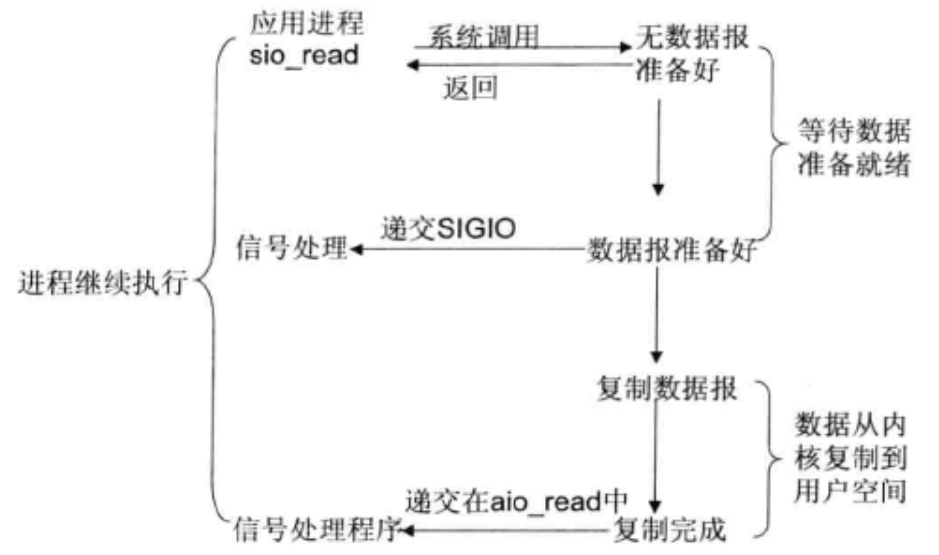 应用进程
sio_read
系统调用
返回
无数据报
准备好
等待数据
准备就绪
信号处理
递交SIGIO
数据报准备好
进程继续执行
复制数据报
数据从内
核复制到
用户空间
递交在aio_read中
信号处理程序
复制完成